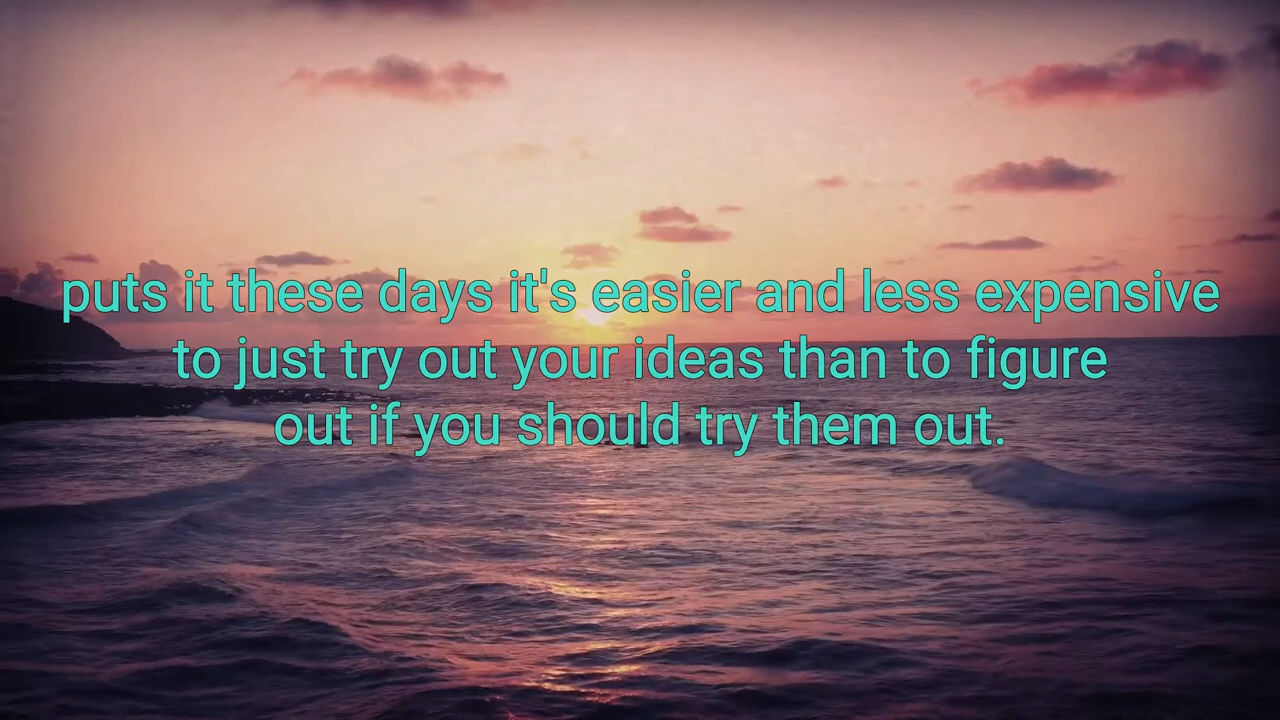 puts it these days it's easier and less expensive
to just try out your ideas than to figure
out if you should try them out.